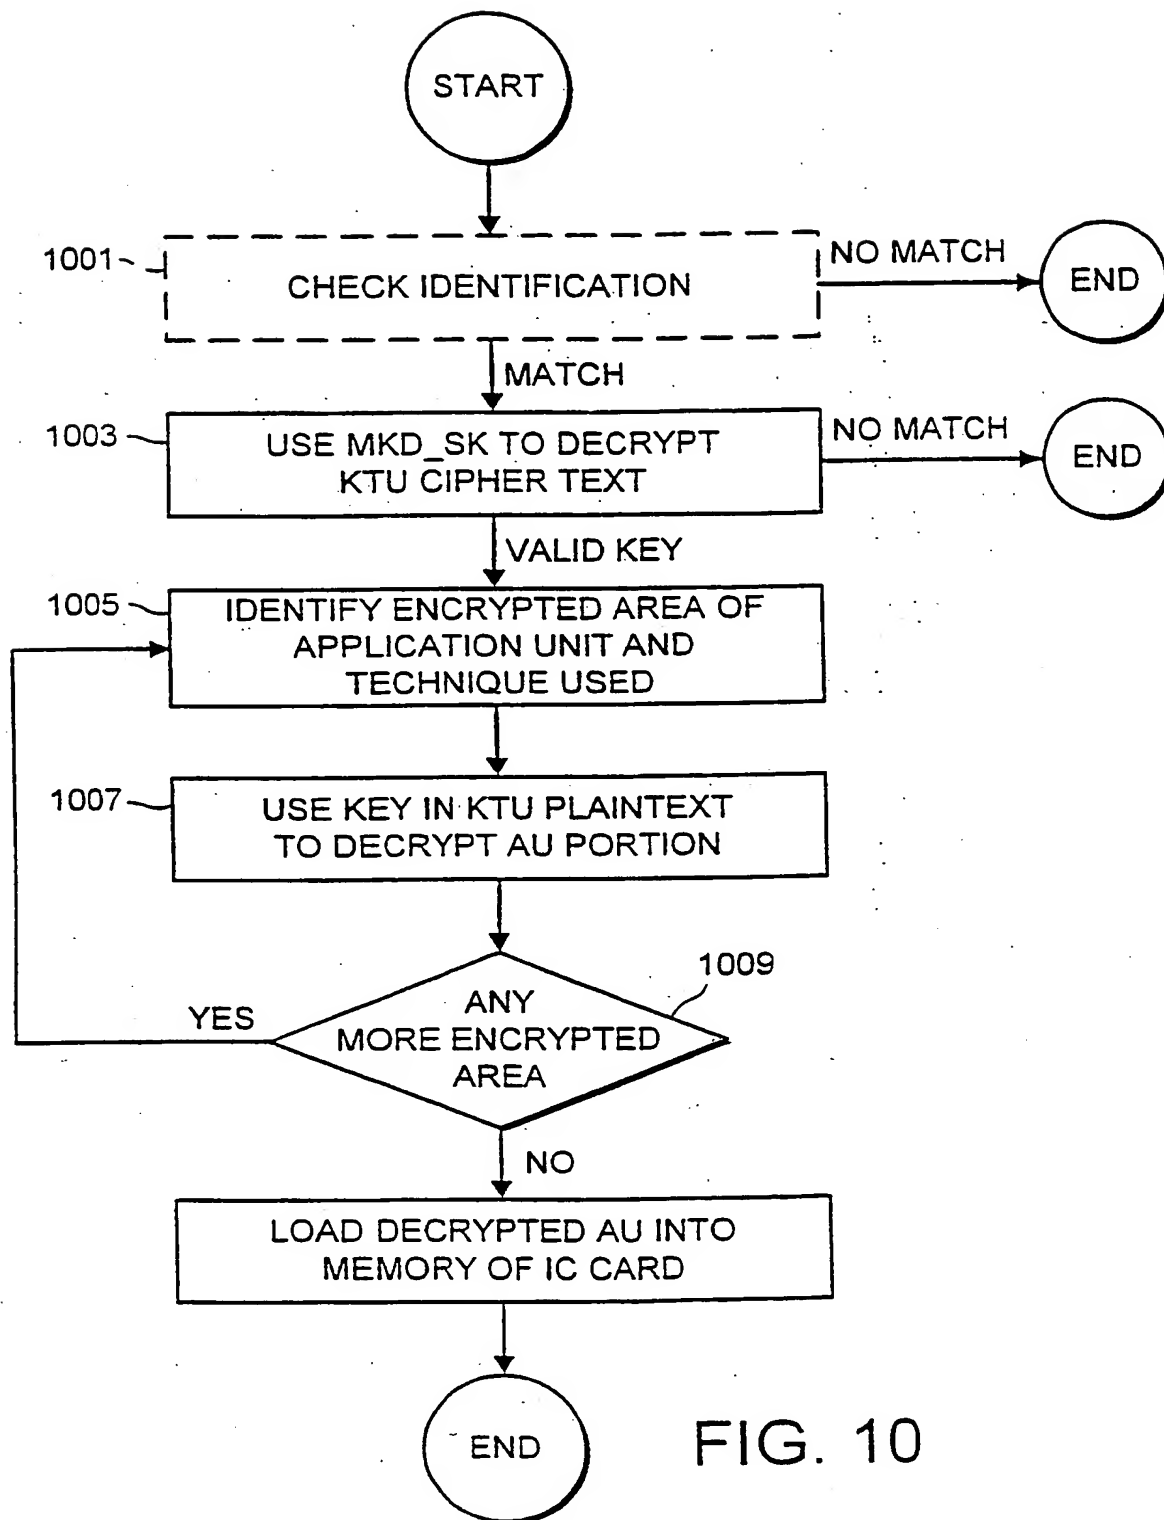 START
1001
CHECK IDENTIFICATION
NO MATCH
END
MATCH
1003
USE MKD_SK TO DECRYPT
KTU CIPHER TEXT
NO MATCH
END
VALID KEY
1005
IDENTIFY ENCRYPTED AREA OF
APPLICATION UNIT AND
TECHNIQUE USED
1007
USE KEY IN KTU PLAINTEXT
TO DECRYPT AU PORTION
1009
ANY
MORE ENCRYPTED
AREA
YES
NO
LOAD DECRYPTED AU INTO
MEMORY OF IC CARD
END
FIG. 10